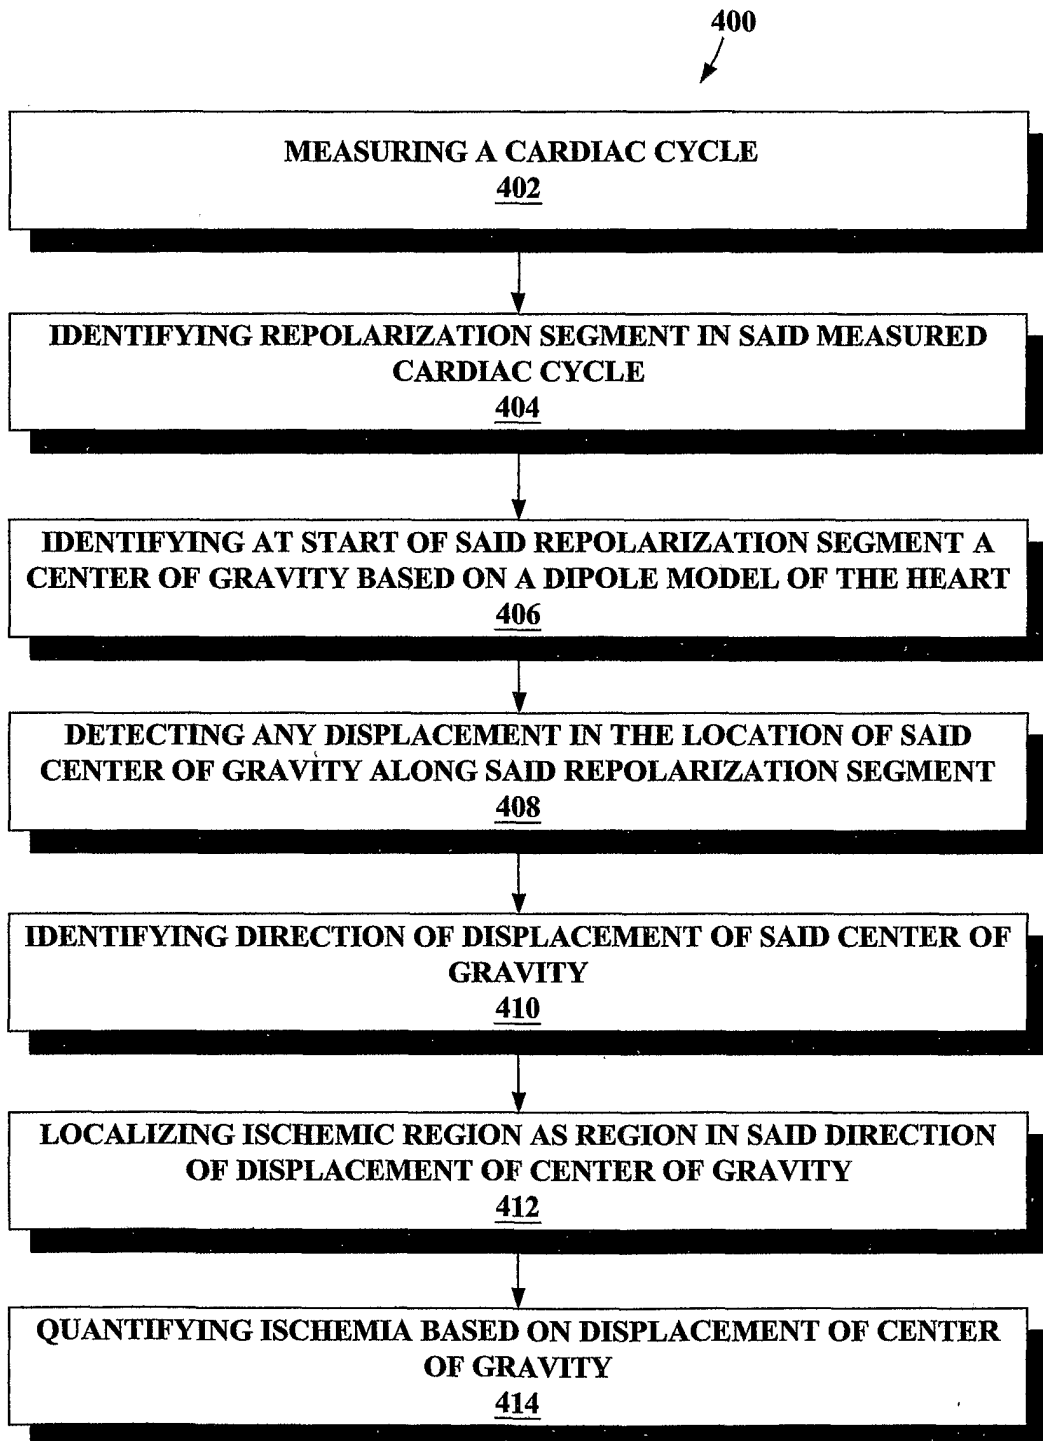 400
MEASURING A CARDIAC CYCLE
402
IDENTIFYING REPOLARIZATION SEGMENT IN SAID MEASURED
CARDIAC CYCLE
404
IDENTIFYING AT START OF SAID REPOLARIZATION SEGMENT A
CENTER OF GRAVITY BASED ON A DIPOLE MODEL OF THE HEART
406
DETECTING ANY DISPLACEMENT IN THE LOCATION OF SAID
CENTER OF GRAVITY ALONG SAID REPOLARIZATION SEGMENT
408
IDENTIFYING DIRECTION OF DISPLACEMENT OF SAID CENTER OF
GRAVITY
410
LOCALIZING ISCHEMIC REGION AS REGION IN SAID DIRECTION
OF DISPLACEMENT OF CENTER OF GRAVITY
412
QUANTIFYING ISCHEMIA BASED ON DISPLACEMENT OF CENTER
OF GRAVITY
414